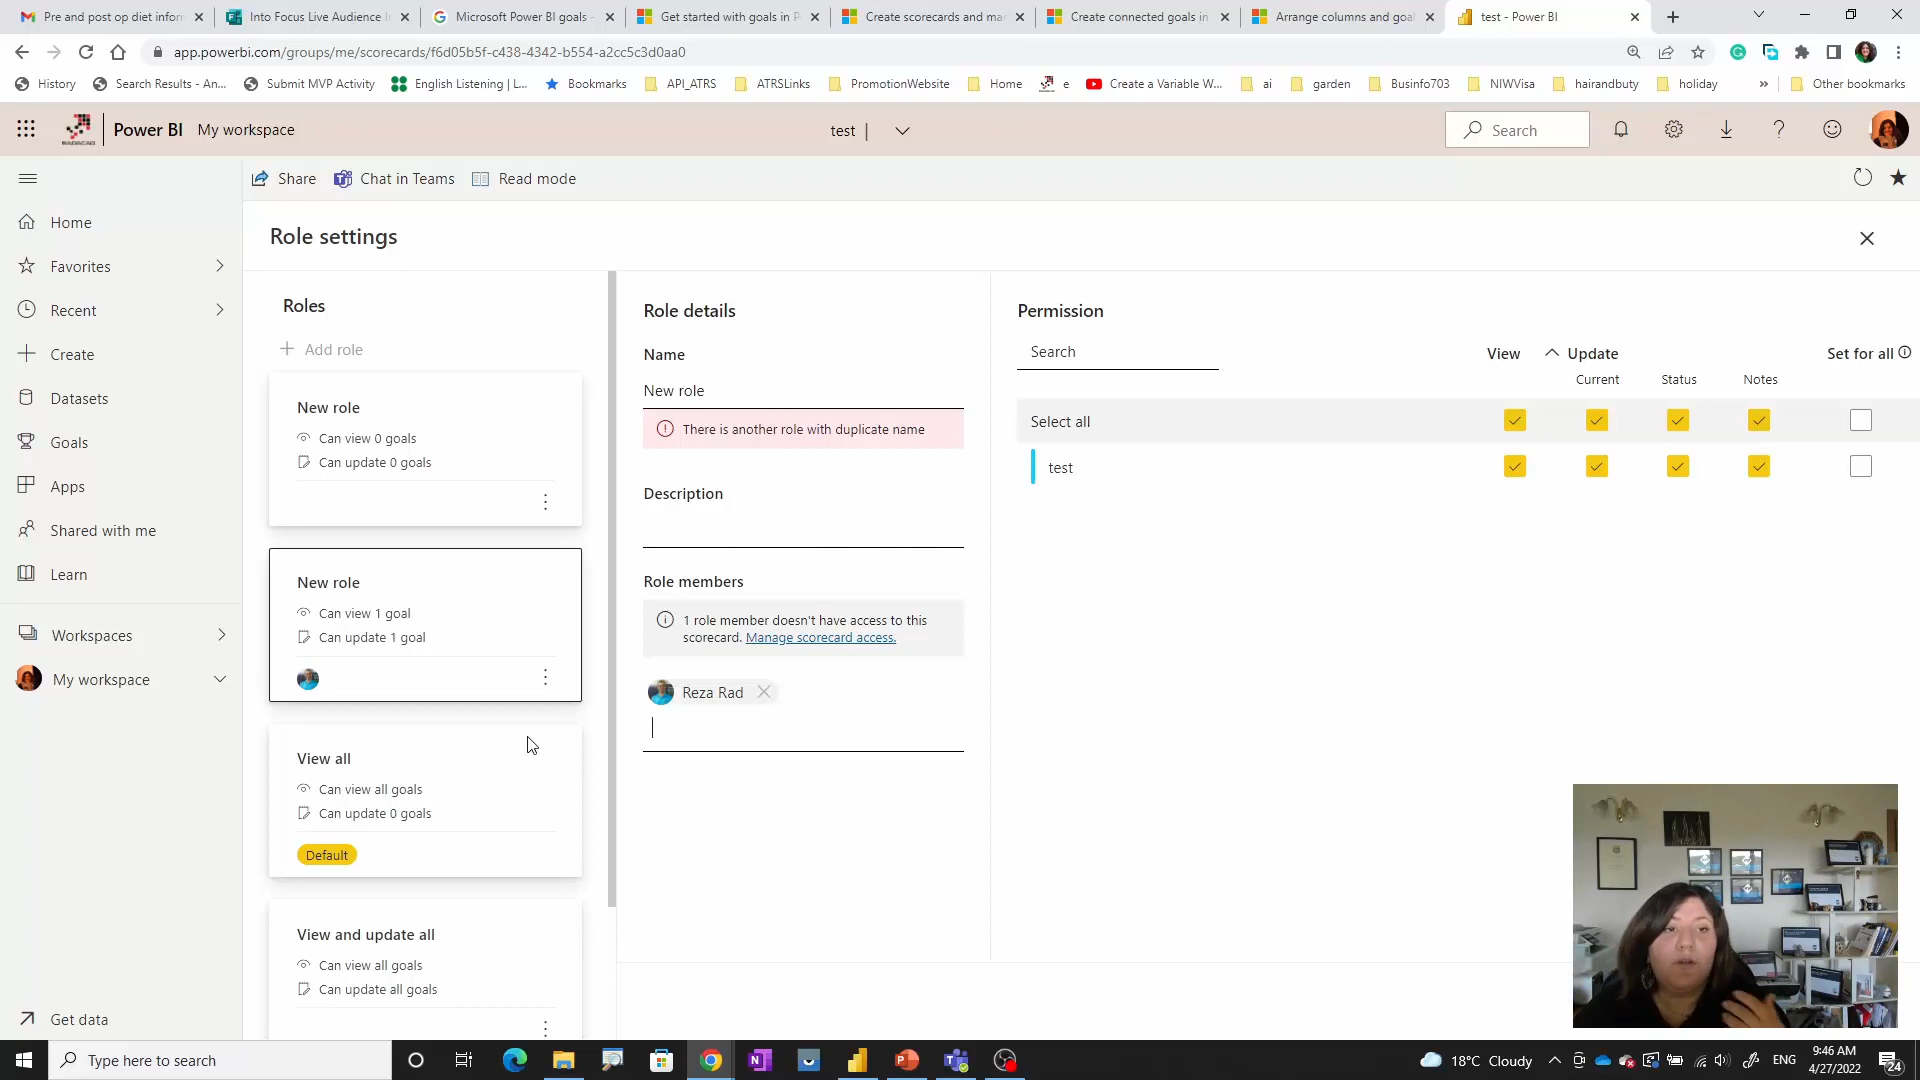 Pre and post op diet inforn
Into Focus Live Audience I
Microsoft Power BI goals -
Get started with goals in P
Create scorecards and ma
Create connected goals in
Arrange columns and goal
test - Power BI
app.powerbi.com/groups/me/scorecards/f6d05b5f-c438-4342-b554-a2cc5c3d0aa0
History
Search Results - An...
Submit MVP Activity
English Listening | L...
Bookmarks
API_ATRS
ATRSLinks
PromotionWebsite
Home
e
Create a Variable W...
ai
garden
Businfo703
NIWVisa
hairandbuty
holiday
»
Other bookmarks
Power BI
My workspace
test |
Search
Share
Chat in Teams
Read mode
Home
Favorites
Recent
Create
Datasets
Goals
Apps
Shared with me
Learn
Workspaces
My workspace
Get data
Role settings
Roles
+ Add role
New role
Can view 0 goals
Can update 0 goals
New role
Can view 1 goal
Can update 1 goal
View all
Can view all goals
Can update 0 goals
Default
View and update all
Can view all goals
Can update all goals
Role details
Name
New role
There is another role with duplicate name
Description
Role members
1 role member doesn't have access to this
scorecard. Manage scorecard access.
Reza Rad
Permission
Search
View
Update
Set for all
Current
Status
Notes
Select all
test
Type here to search
18°C Cloudy
ENG
9:46 AM
4/27/2022
24